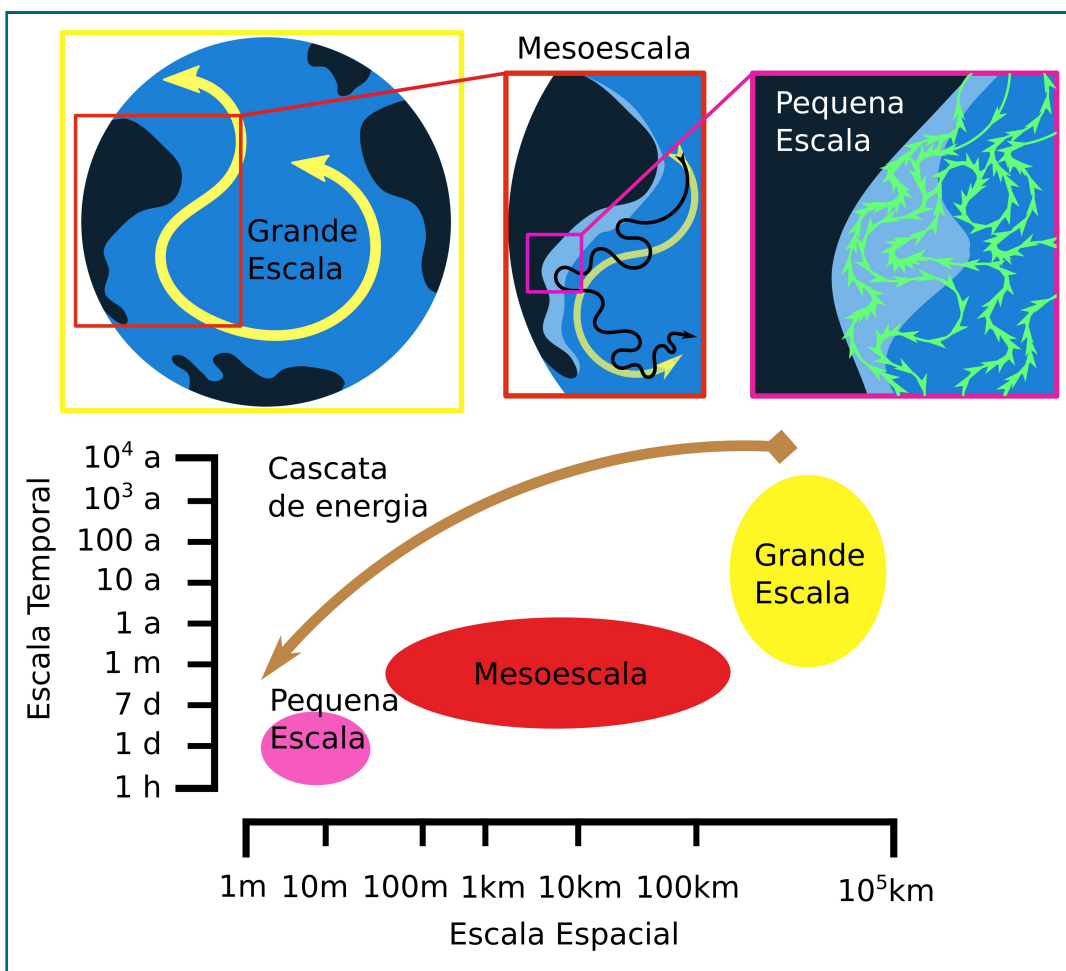 Mesoescala
Grande
Escala
Pequena
Escala
Cascata
de energia
Escala Temporal
10⁴ a
10³ a
100 a
10 a
1 a
1 m
7 d
1 d
1 h
Grande
Escala
Mesoescala
Pequena
Escala
1m 10m 100m 1km 10km 100km 10⁵km
Escala Espacial